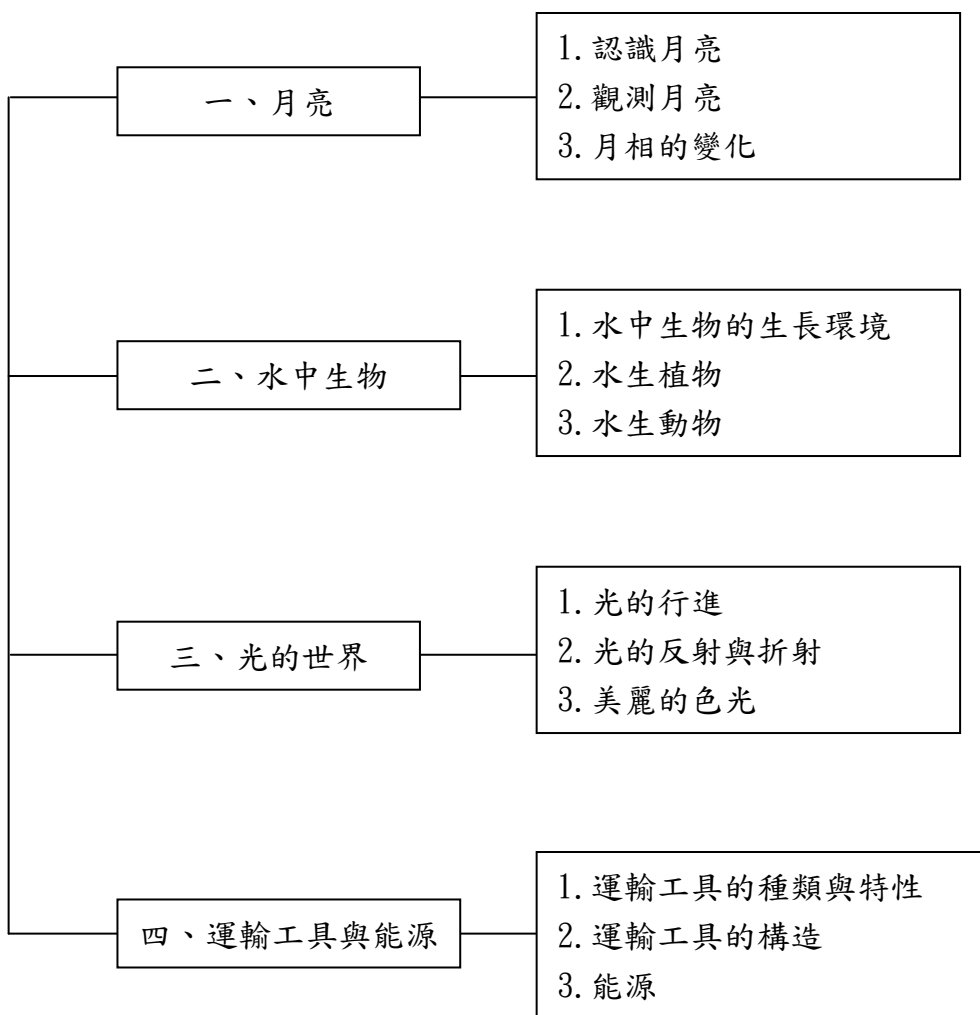 一、月亮
1.認識月亮
2.觀測月亮
3.月相的變化
二、水中生物
1.水中生物的生長環境
2.水生植物
3.水生動物
三、光的世界
1.光的行進
2.光的反射與折射
3.美麗的色光
四、運輸工具與能源
1.運輸工具的種類與特性
2.運輸工具的構造
3.能源